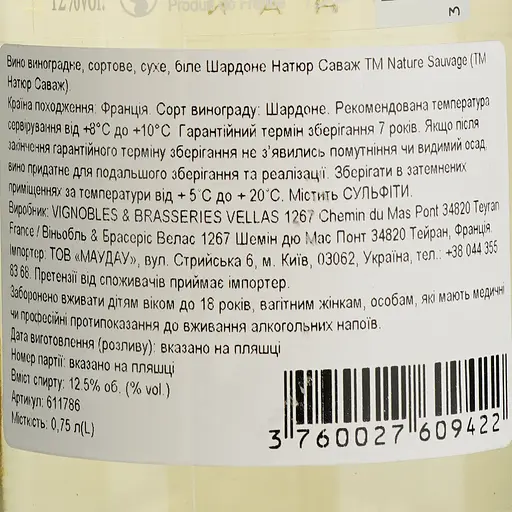 12%vol.
Product of France
Вино виноградне, сортове, сухе, біле Шардоне Натюр Саваж ТМ Nature Sauvage (ТМ
Натюр Саваж).
Країна походження: Франція. Сорт винограду: Шардоне. Рекомендована температура
сервірування від +8°С до +10°С Гарантійний термін зберігання 7 років. Якщо після
закінчення гарантійного терміну зберігання не з'явились помутніння чи видимий осад,
вино придатне для подальшого зберігання та реалізації. Зберігати в затемнених
приміщеннях за температури від + 5°С до + 20°С. Містить СУЛЬФІТИ.
Виробник: VIGNOBLES & BRASSERIES VELLAS 1267 Chemin du Mas Pont 34820 Teyran
France / Віньобль & Брасеріс Велас 1267 Шемін дю Мас Понт 34820 Тейран, Франція.
Імпортер: ТОВ «МАУДАУ», вул. Стрийська 6, м. Київ, 03062, Україна, тел.: +38 044 355
83 68. Претензії від споживачів приймає імпортер.
Заборонено вживати дітям віком до 18 років, вагітним жінкам, особам, які мають медичні
чи професійні протипоказання до вживання алкогольних напоїв.
Дата виготовлення (розливу): вказано на пляшці
Номер партії: вказано на пляшці
Вміст спирту: 12.5% об. (% vol.)
Артикул: 611786
Місткість: 0,75 л(L)
3 760027 609422